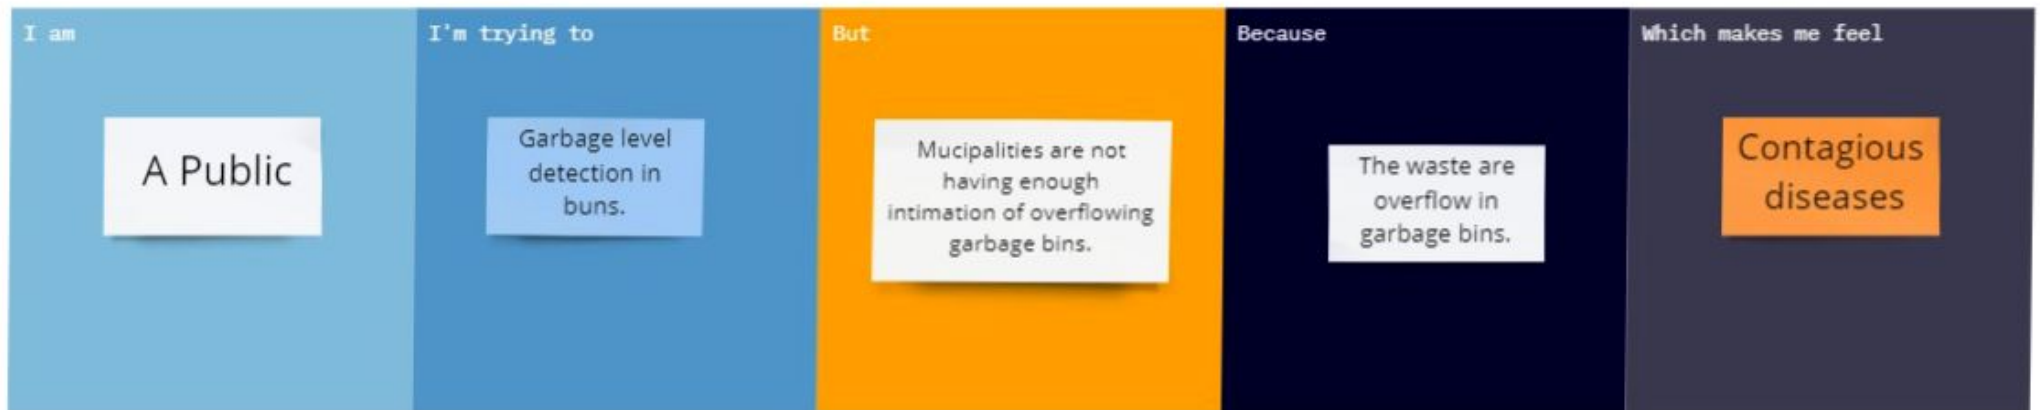 I am
A Public
I'm trying to
Garbage level
detection in
buns.
But
Mucipalities are not
having enough
intimation of overflowing
garbage bins.
Because
The waste are
overflow in
garbage bins.
Which makes me feel
Contagious
diseases